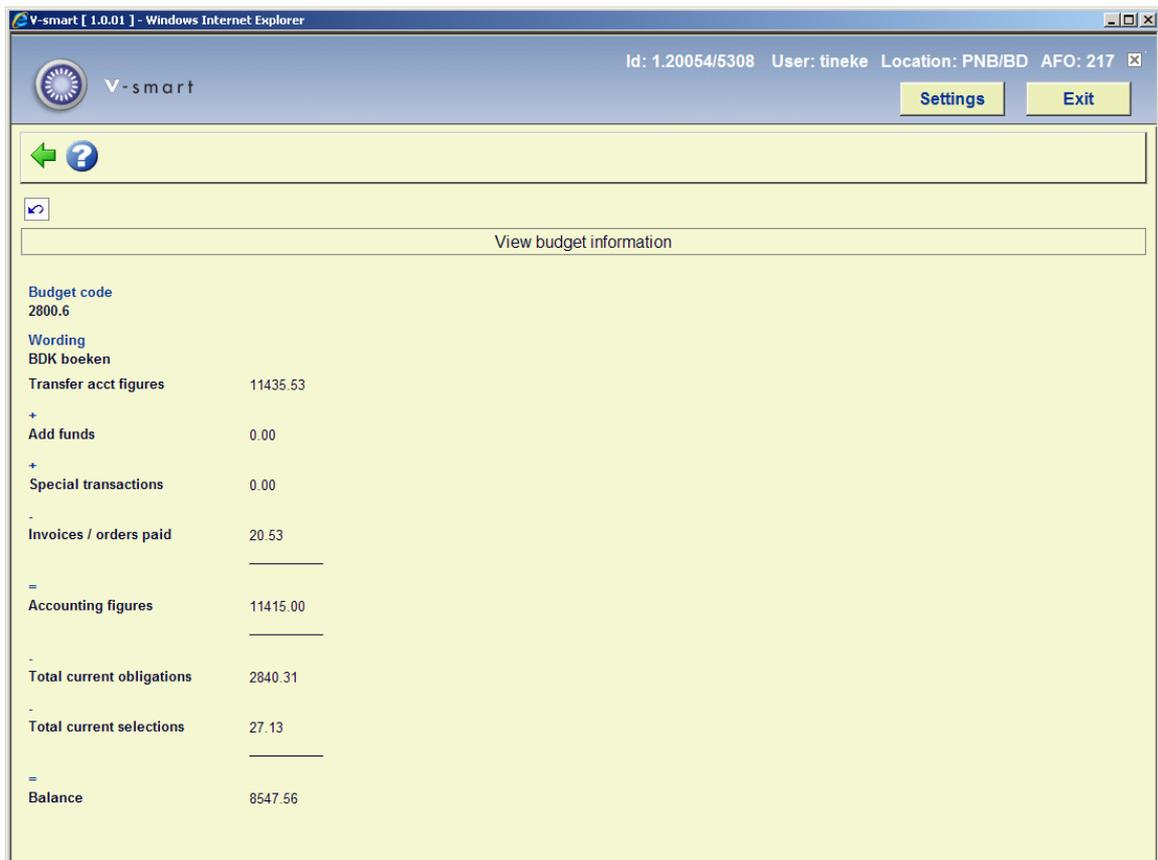 V-smart [ 1.0.01 ] - Windows Internet Explorer
Id: 1.20054/5308 User: tineke Location: PNB/BD AFO: 217
V-smart
Settings Exit
View budget information
Budget code
2800.6
Wording
BDK boeken
Transfer acct figures 11435.53
+
Add funds 0.00
+
Special transactions 0.00
-
Invoices / orders paid 20.53
=
Accounting figures 11415.00
-
Total current obligations 2840.31
-
Total current selections 27.13
=
Balance 8547.56